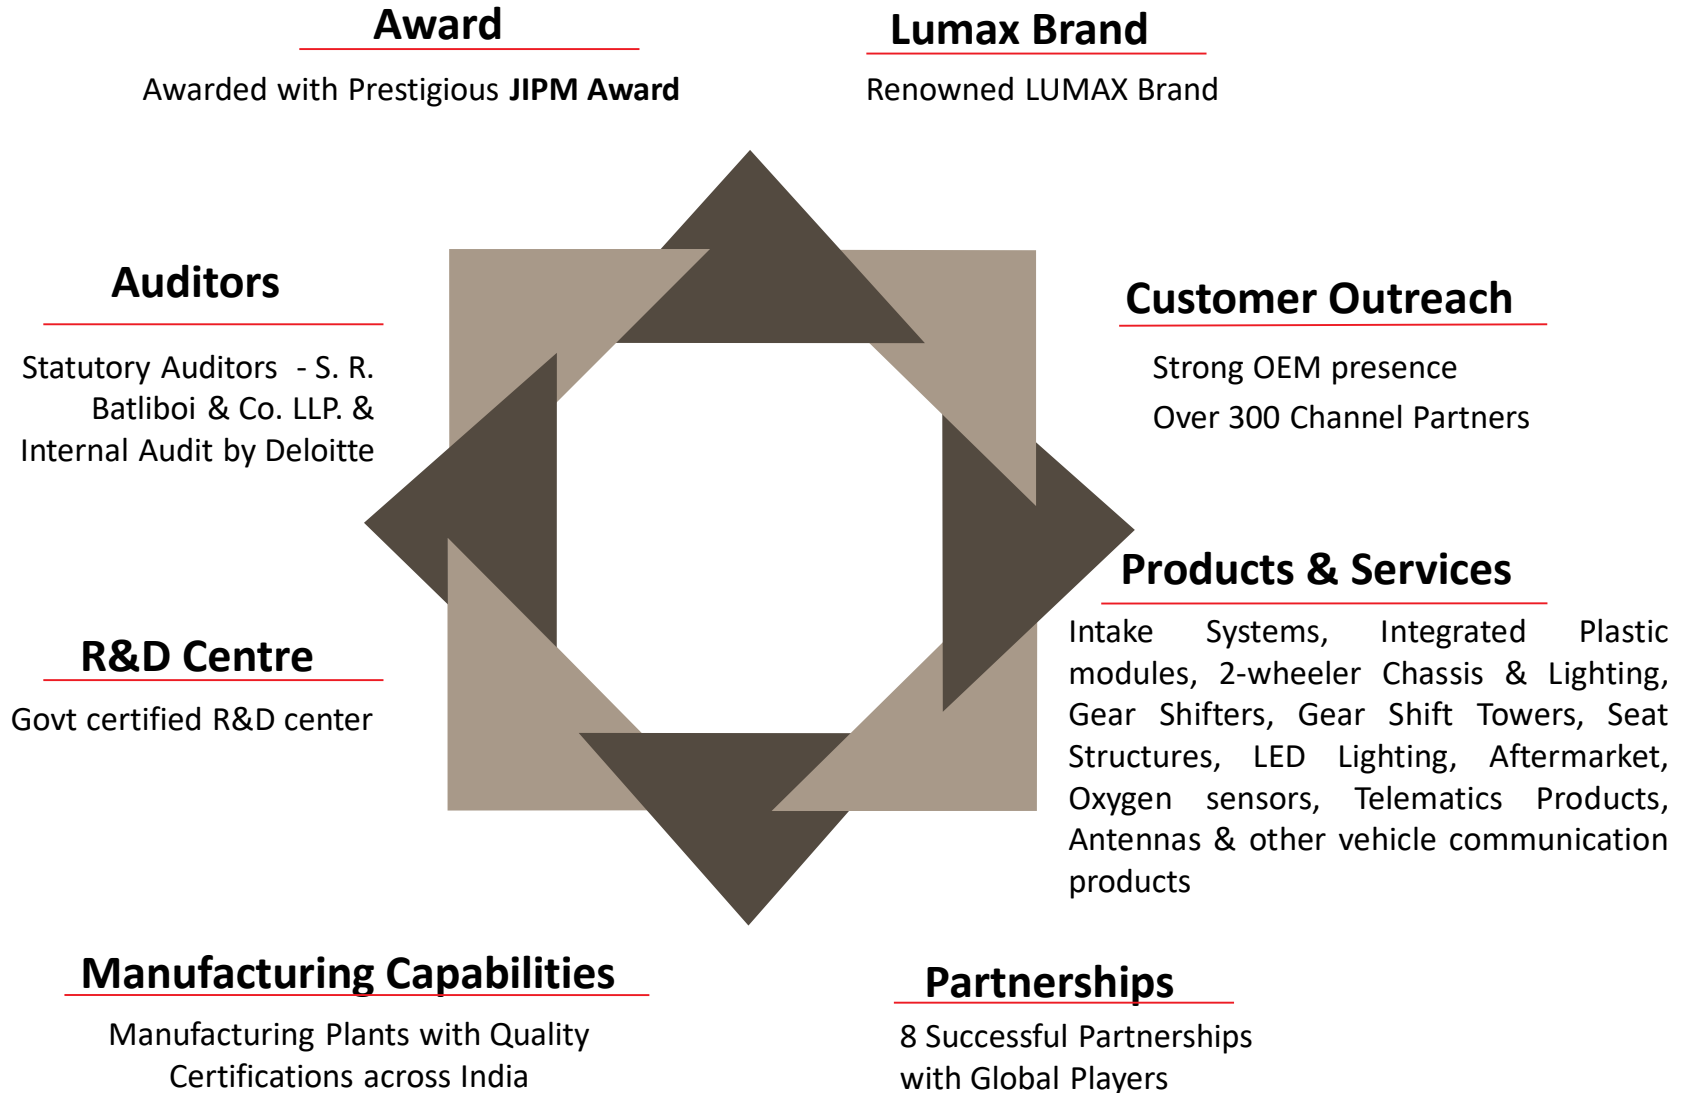 Award
Awarded with Prestigious JIPM Award
Lumax Brand
Renowned LUMAX Brand
Auditors
Statutory Auditors - S. R.
Batliboi & Co. LLP. &
Internal Audit by Deloitte
Customer Outreach
Strong OEM presence
Over 300 Channel Partners
R&D Centre
Govt certified R&D center
Products & Services
Intake Systems, Integrated Plastic
modules, 2-wheeler Chassis & Lighting,
Gear Shifters, Gear Shift Towers, Seat
Structures, LED Lighting, Aftermarket,
Oxygen sensors, Telematics Products,
Antennas & other vehicle communication
products
Manufacturing Capabilities
Manufacturing Plants with Quality
Certifications across India
Partnerships
8 Successful Partnerships
with Global Players